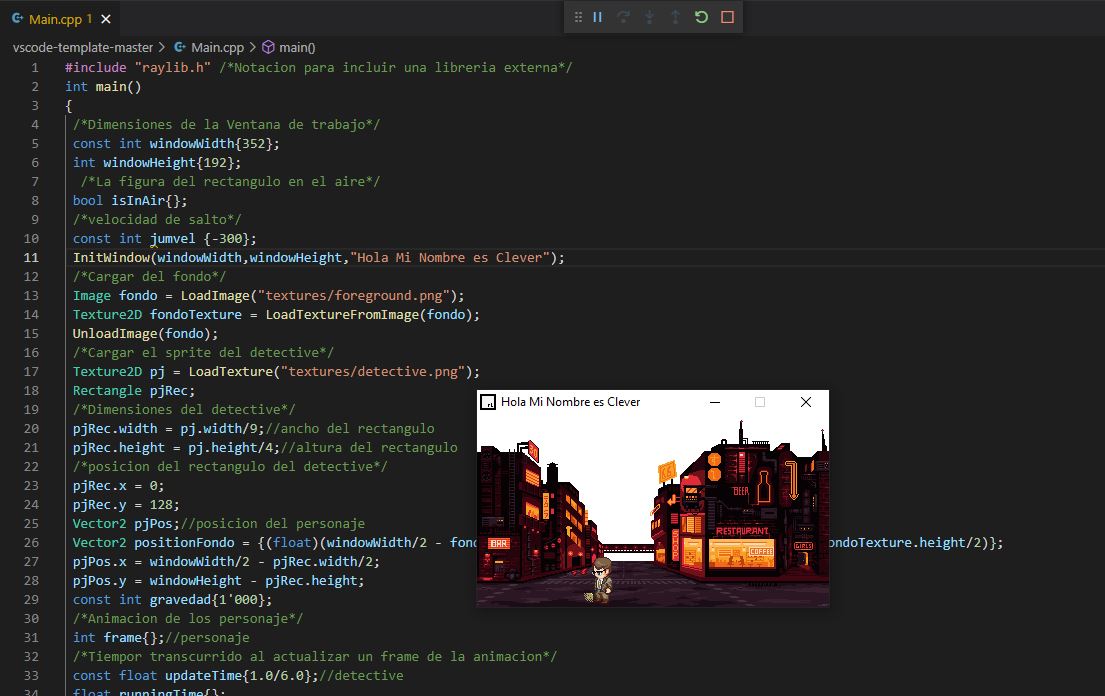 Main.cpp 1
vscode-template-master > Main.cpp > main()
1 #include "raylib.h" /*Notacion para incluir una libreria externa*/
2 int main()
3 {
4 /*Dimensiones de la Ventana de trabajo*/
5 const int windowWidth{352};
6 int windowHeight{192};
7 /*La figura del rectangulo en el aire*/
8 bool isInAir{};
9 /*velocidad de salto*/
10 const int jumvel {-300};
11 InitWindow(windowWidth,windowHeight,"Hola Mi Nombre es Clever");
12 /*Cargar del fondo*/
13 Image fondo = LoadImage("textures/foreground.png");
14 Texture2D fondoTexture = LoadTextureFromImage(fondo);
15 UnloadImage(fondo);
16 /*Cargar el sprite del detective*/
17 Texture2D pj = LoadTexture("textures/detective.png");
18 Rectangle pjRec;
19 /*Dimensiones del detective*/
20 pjRec.width = pj.width/9;//ancho del rectangulo
21 pjRec.height = pj.height/4;//altura del rectangulo
22 /*posicion del rectangulo del detective*/
23 pjRec.x = 0;
24 pjRec.y = 128;
25 Vector2 pjPos;//posicion del personaje
26 Vector2 positionFondo = {(float)(windowWidth/2 - fond ondoTexture.height/2)};
27 pjPos.x = windowWidth/2 - pjRec.width/2;
28 pjPos.y = windowHeight - pjRec.height;
29 const int gravedad{1'000};
30 /*Animacion de los personaje*/
31 int frame{};//personaje
32 /*Tiempor transcurrido al actualizar un frame de la animacion*/
33 const float updateTime{1.0/6.0};//detective
34 float runningTime{};
Hola Mi Nombre es Clever
BEER
RESTAURANT
BAR
SHOP
COFFEE
GIRLS